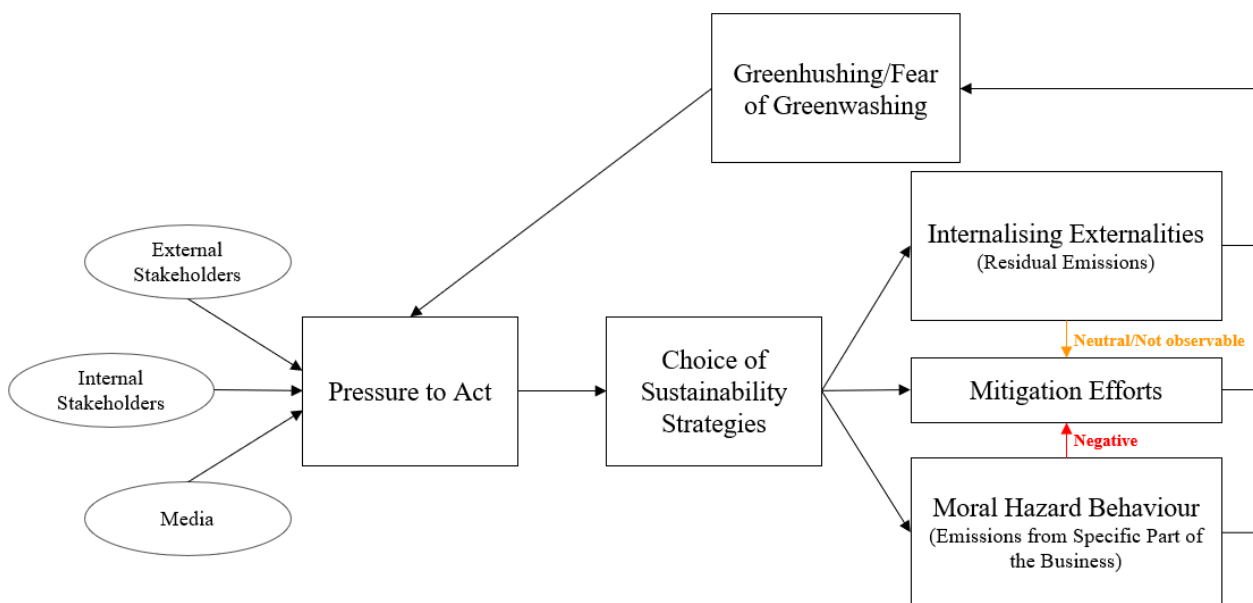 Greenhushing/Fear
of Greenwashing
External
Stakeholders
Internal
Stakeholders
Media
Pressure to Act
Choice of
Sustainability
Strategies
Internalising Externalities
(Residual Emissions)
Neutral/Not observable
Mitigation Efforts
Negative
Moral Hazard Behaviour
(Emissions from Specific Part of
the Business)